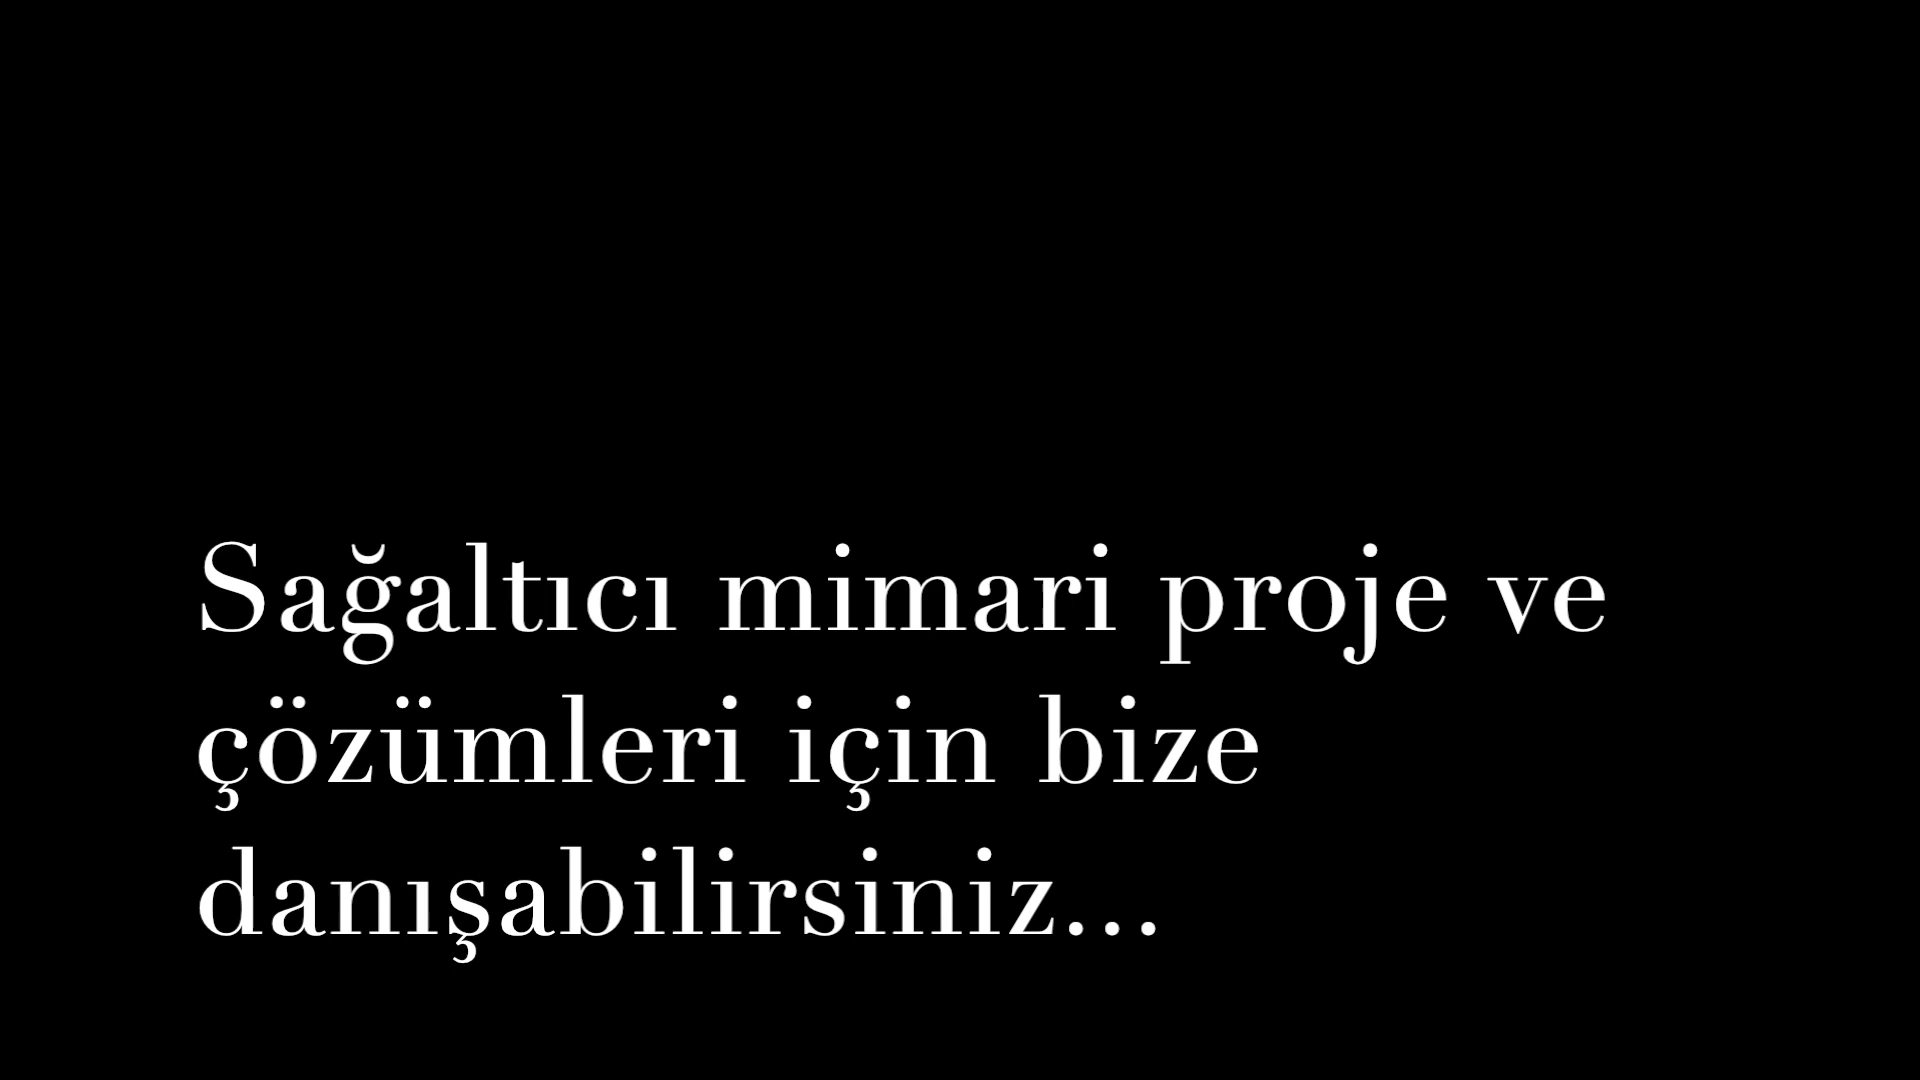 Sağaltıcı mimari proje ve
çözümleri için bize
danışabilirsiniz...